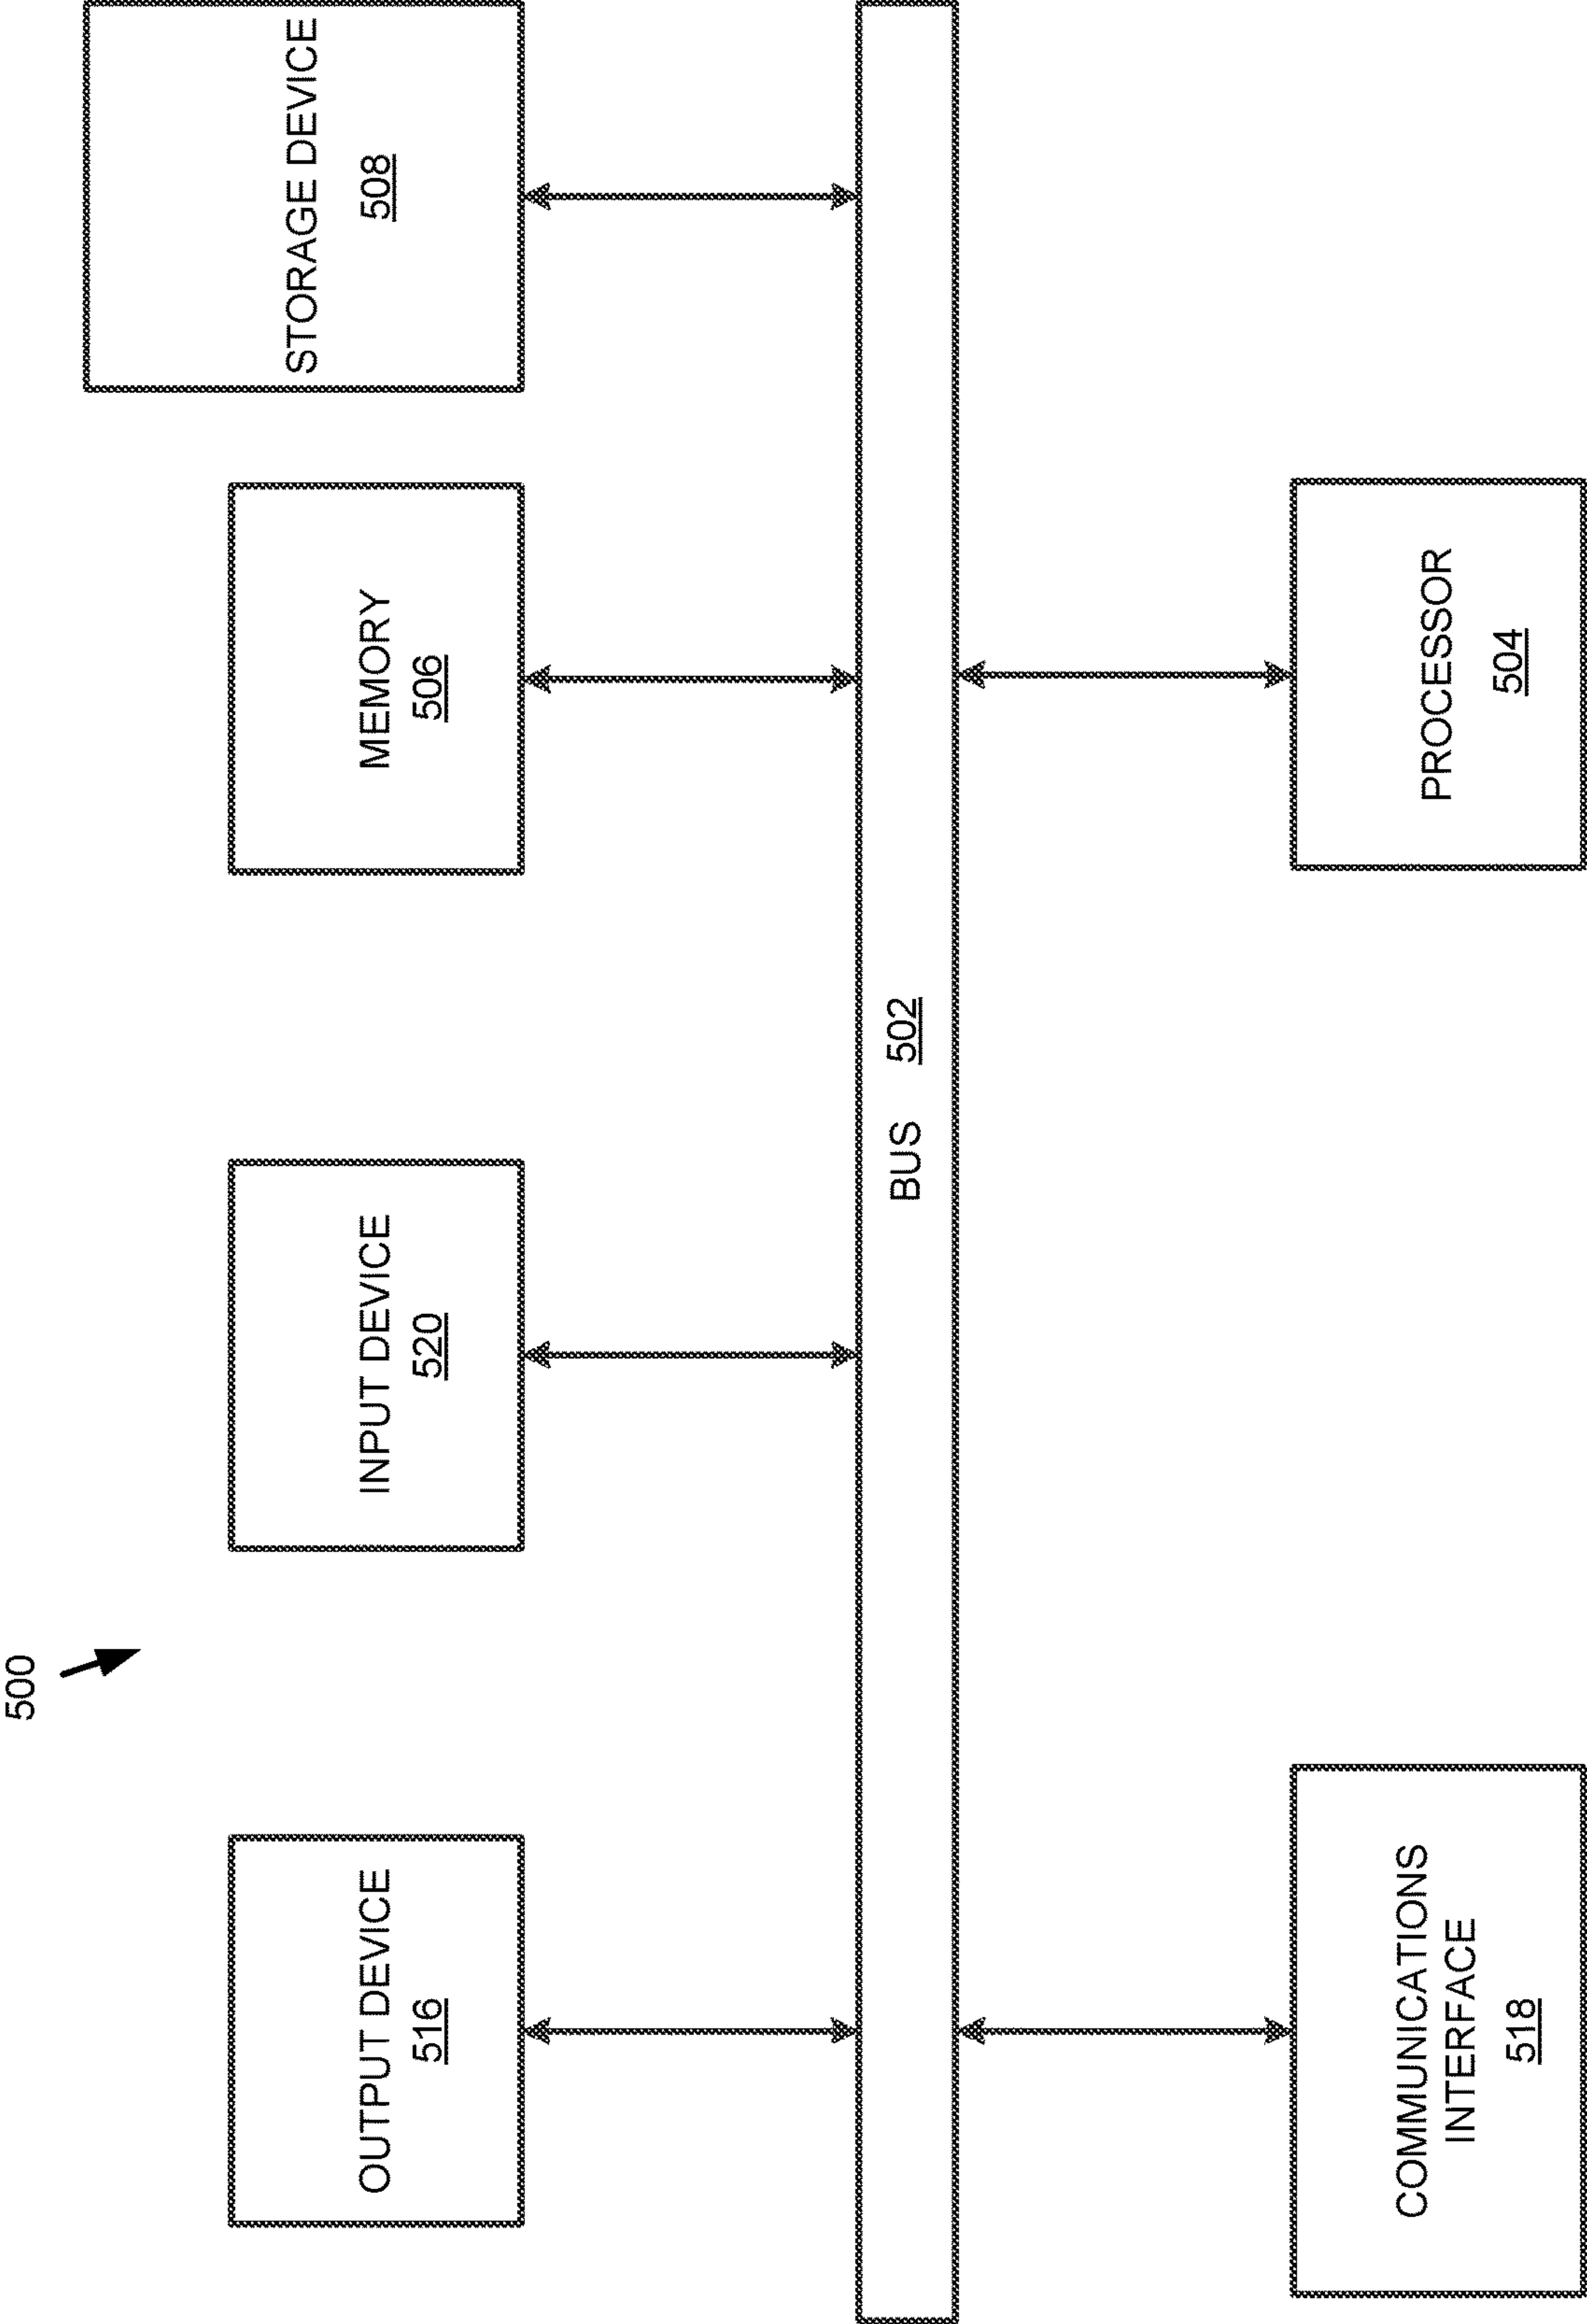 500
OUTPUT DEVICE
516
INPUT DEVICE
520
MEMORY
506
STORAGE DEVICE
508
BUS 502
COMMUNICATIONS
INTERFACE
518
PROCESSOR
504